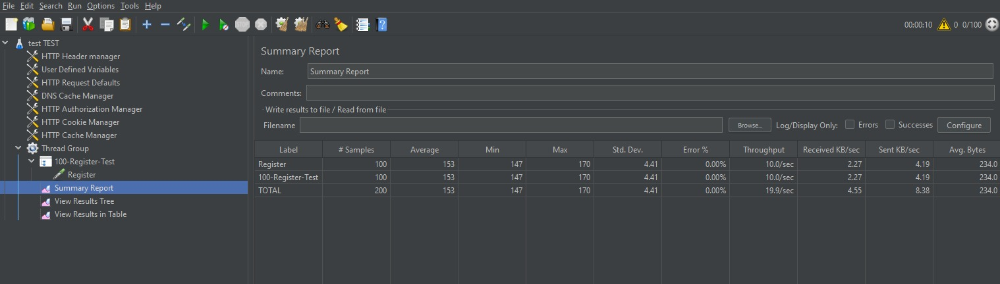 File Edit Search Run Options Tools Help
STOP ? 00:00:10 0 0/100
test TEST
HTTP Header manager
User Defined Variables
HTTP Request Defaults
DNS Cache Manager
HTTP Authorization Manager
HTTP Cookie Manager
HTTP Cache Manager
Thread Group
100-Register-Test
Register
Summary Report
View Results Tree
View Results in Table
Summary Report
Name: Summary Report
Comments:
Write results to file / Read from file
Filename Browse... Log/Display Only: Errors Successes Configure
Label # Samples Average Min Max Std. Dev. Error % Throughput Received KB/sec Sent KB/sec Avg. Bytes
Register 100 153 147 170 4.41 0.00% 10.0/sec 2.27 4.19 234.0
100-Register-Test 100 153 147 170 4.41 0.00% 10.0/sec 2.27 4.19 234.0
TOTAL 200 153 147 170 4.41 0.00% 19.9/sec 4.55 8.38 234.0